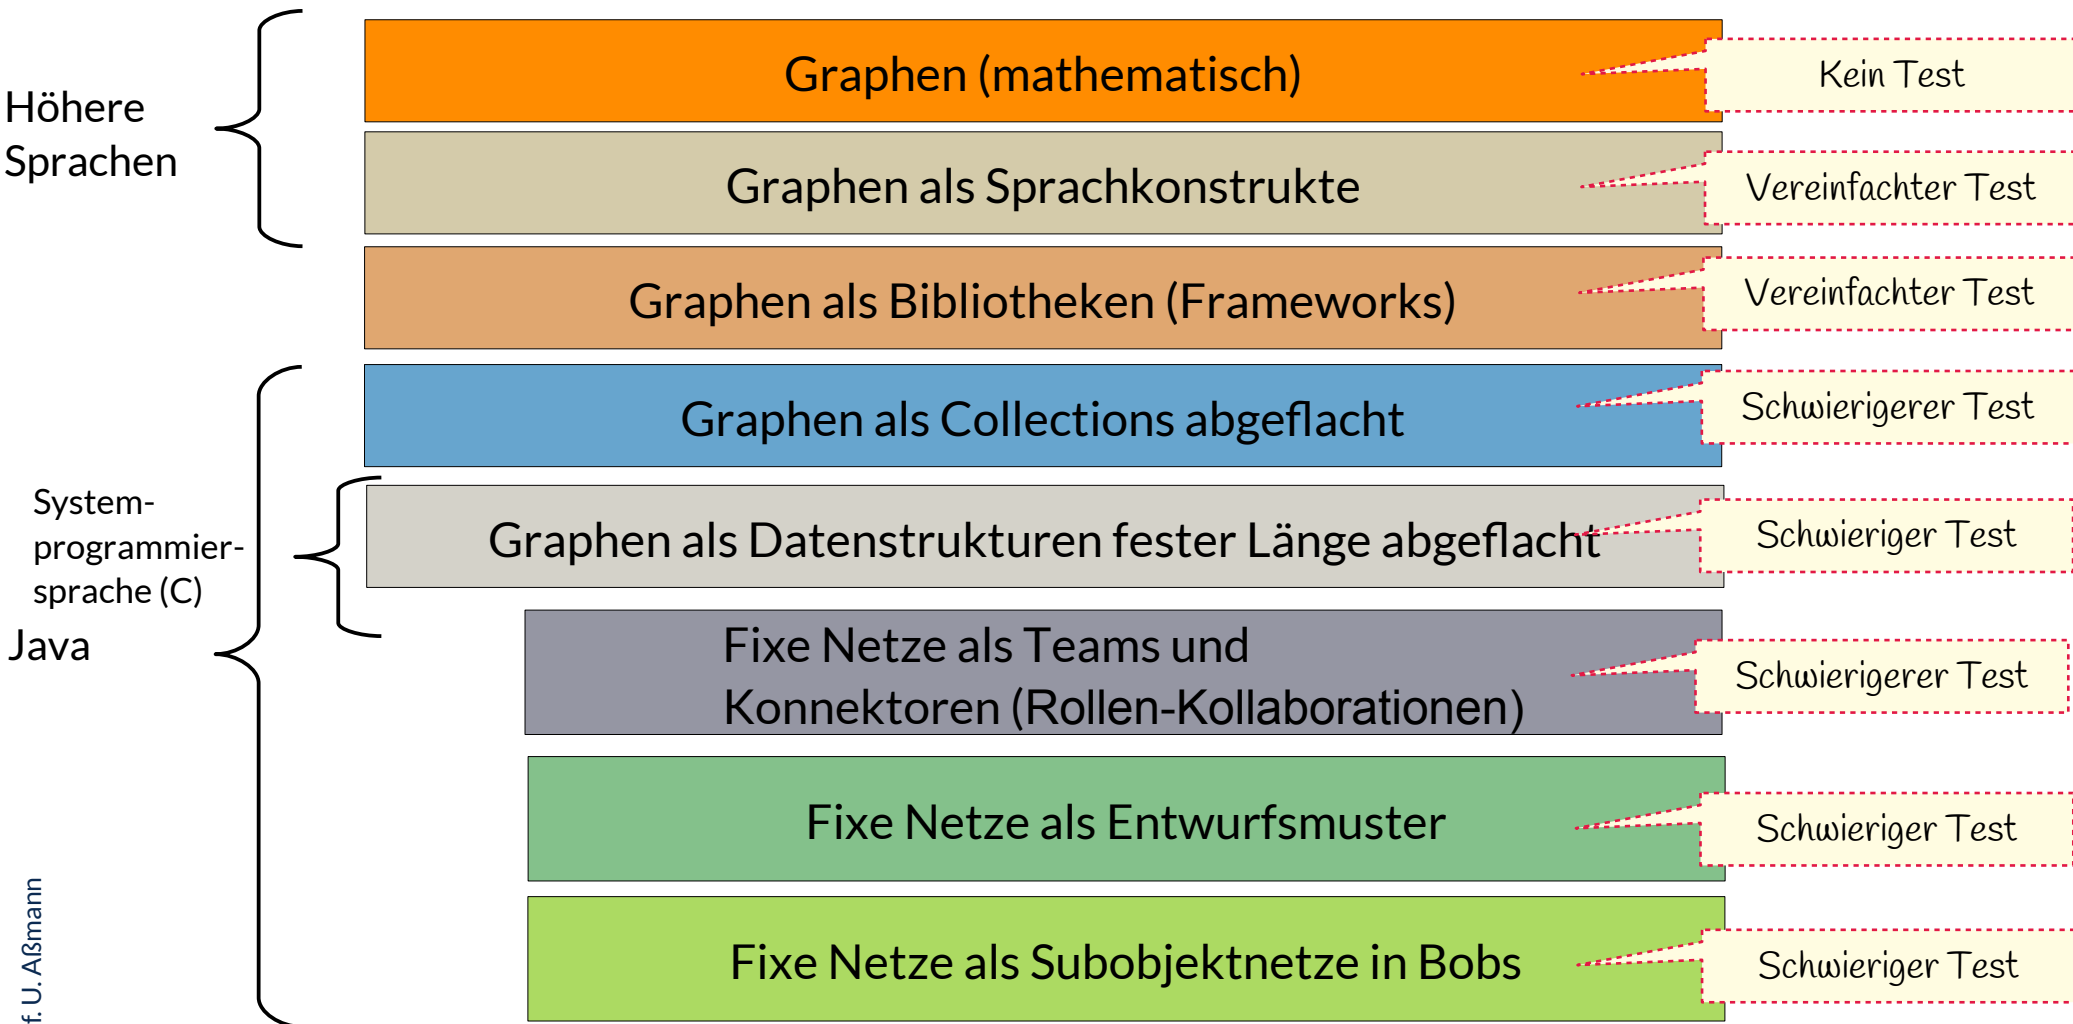 Höhere
Sprachen
Graphen (mathematisch)
Kein Test
Graphen als Sprachkonstrukte
Vereinfachter Test
Graphen als Bibliotheken (Frameworks)
Vereinfachter Test
Graphen als Collections abgeflacht
Schwierigerer Test
System-
programmier-
sprache (C)
Java
Graphen als Datenstrukturen fester Länge abgeflacht
Schwieriger Test
Fixe Netze als Teams und
Konnektoren (Rollen-Kollaborationen)
Schwierigerer Test
Fixe Netze als Entwurfsmuster
Schwieriger Test
Fixe Netze als Subobjektnetze in Bobs
Schwieriger Test
f. U. Aßmann